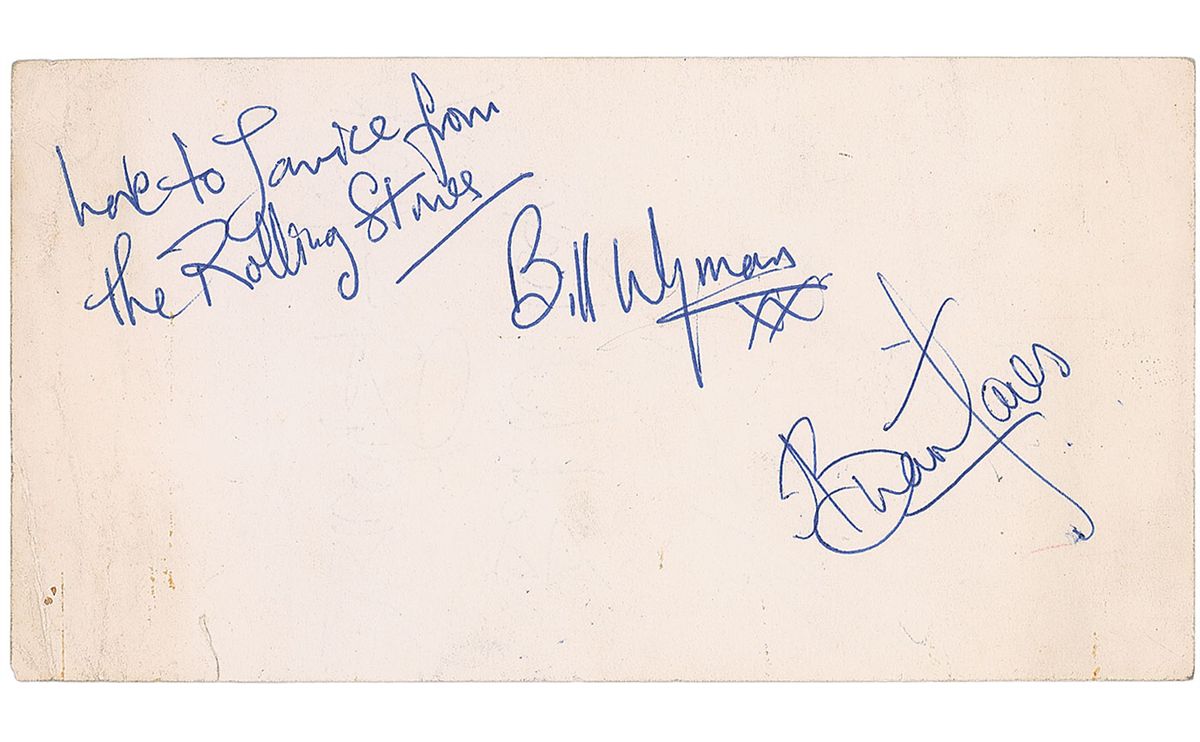 love to Janice from
the Rolling Stones
Bill Wyman
xx
Brian Jones